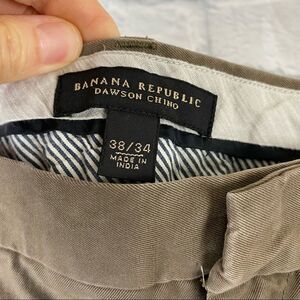 BANANA REPUBLIC
DAWSON CHINO
38/34
MADE IN
INDIA